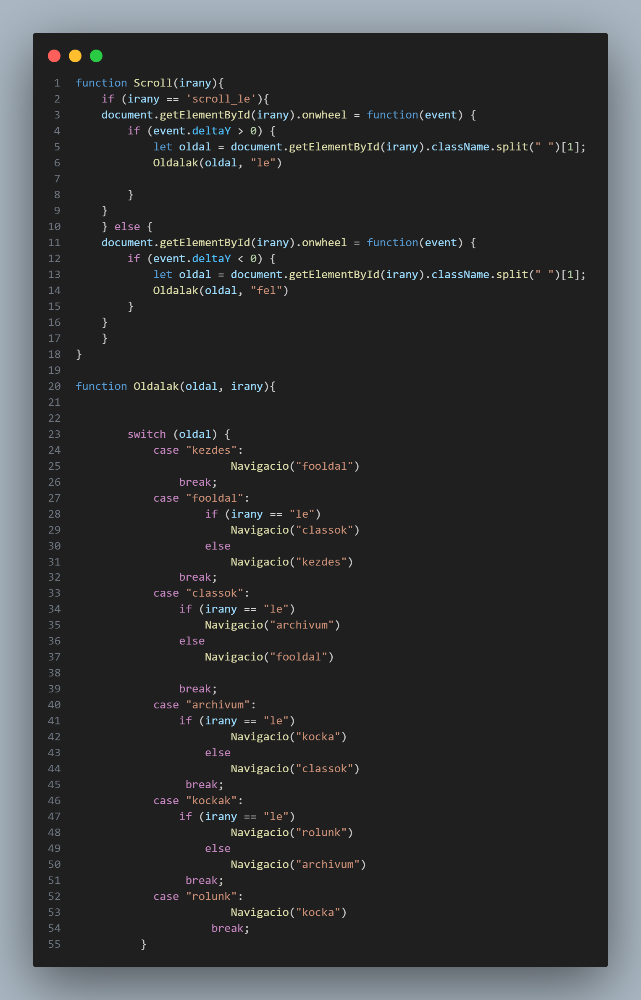 1 function Scroll(irany){
2     if (irany == 'scroll_le'){
3     document.getElementById(irany).onwheel = function(event) {
4         if (event.deltaY > 0) {
5             let oldal = document.getElementById(irany).className.split(" ")[1];
6             Oldalak(oldal, "le")
7
8         }
9     }
10     } else {
11     document.getElementById(irany).onwheel = function(event) {
12         if (event.deltaY < 0) {
13             let oldal = document.getElementById(irany).className.split(" ")[1];
14             Oldalak(oldal, "fel")
15         }
16     }
17     }
18 }
19
20 function Oldalak(oldal, irany){
21
22
23         switch (oldal) {
24             case "kezdes":
25                         Navigacio("fooldal")
26                 break;
27             case "fooldal":
28                     if (irany == "le")
29                         Navigacio("classok")
30                     else
31                         Navigacio("kezdes")
32                 break;
33             case "classok":
34                 if (irany == "le")
35                     Navigacio("archivum")
36                 else
37                     Navigacio("fooldal")
38
39                 break;
40             case "archivum":
41                 if (irany == "le")
42                         Navigacio("kocka")
43                     else
44                         Navigacio("classok")
45                  break;
46             case "kockak":
47                 if (irany == "le")
48                         Navigacio("rolunk")
49                     else
50                         Navigacio("archivum")
51                  break;
52             case "rolunk":
53                         Navigacio("kocka")
54                      break;
55           }